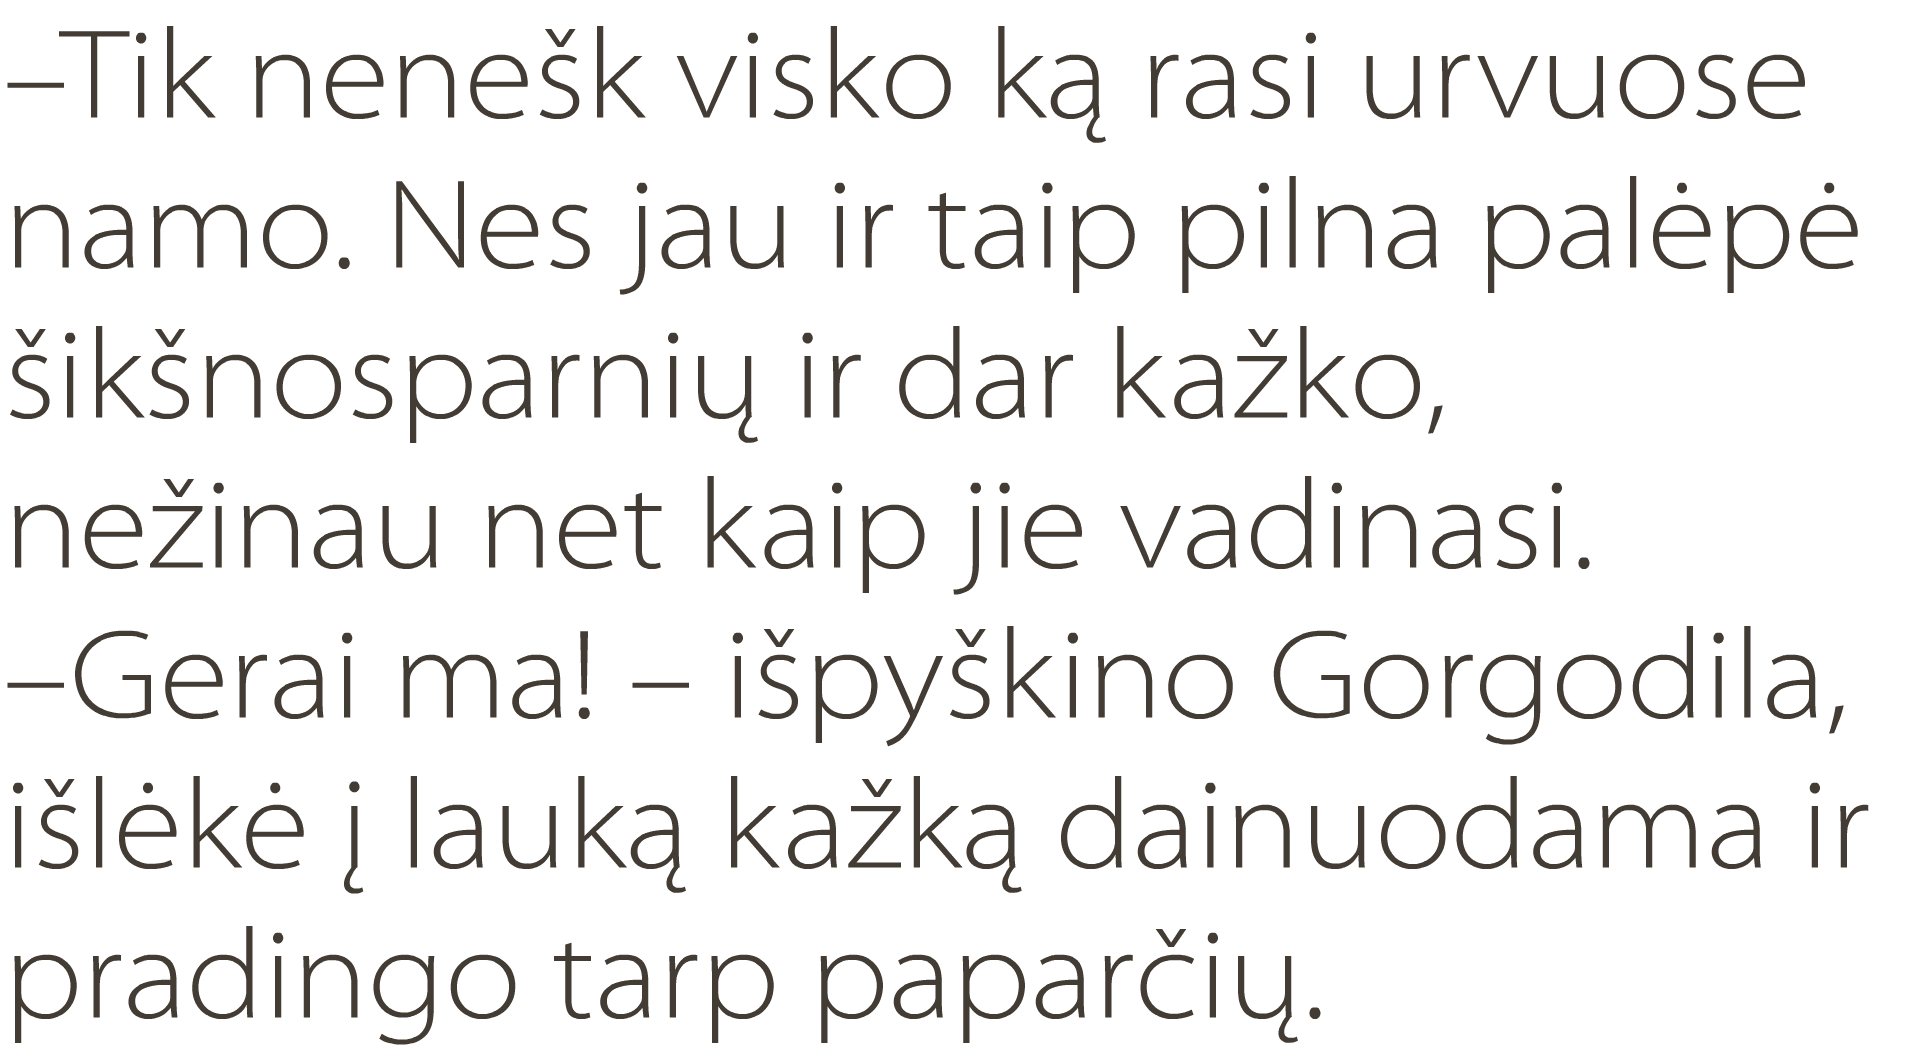 –Tik nenešk visko ką rasi urvuose
namo. Nes jau ir taip pilna palėpė
šikšnosparnių ir dar kažko,
nežinau net kaip jie vadinasi.
–Gerai ma! – išpyškino Gorgodila,
išlėkė į lauką kažką dainuodama ir
pradingo tarp paparčių.